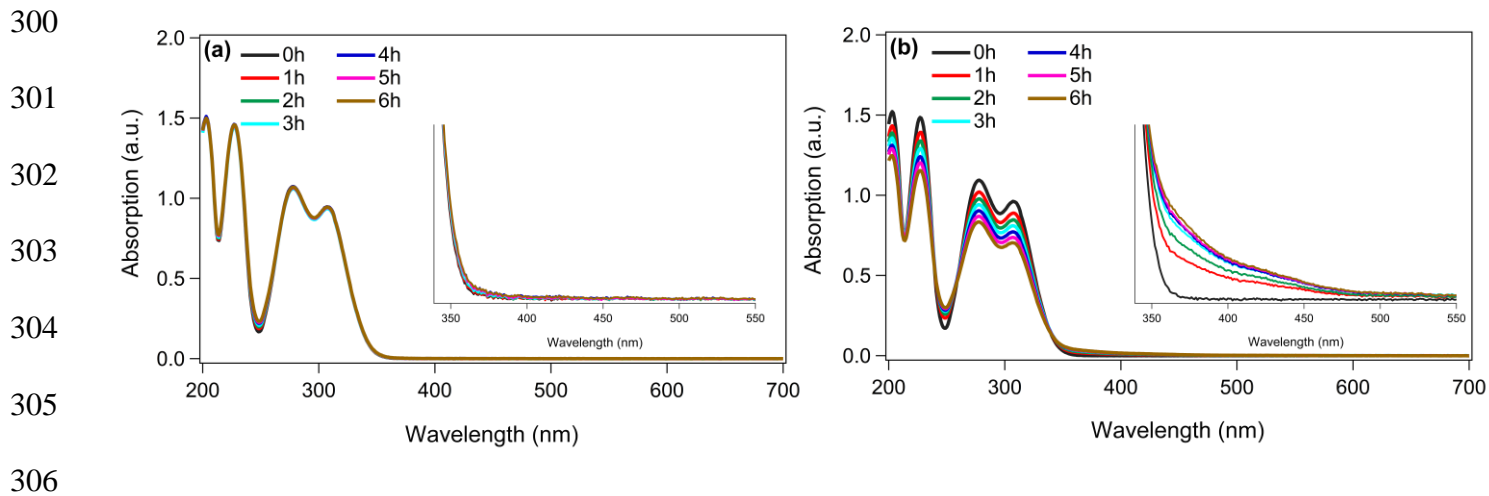 300
301
302
303
304
305
306
(a)
0h
1h
2h
3h
4h
5h
6h
2.0
1.5
1.0
0.5
0.0
Absorption (a.u.)
200 300 400 500 600 700
Wavelength (nm)
350 400 450 500 550
Wavelength (nm)
(b)
0h
1h
2h
3h
4h
5h
6h
2.0
1.5
1.0
0.5
0.0
Absorption (a.u.)
200 300 400 500 600 700
Wavelength (nm)
350 400 450 500 550
Wavelength (nm)